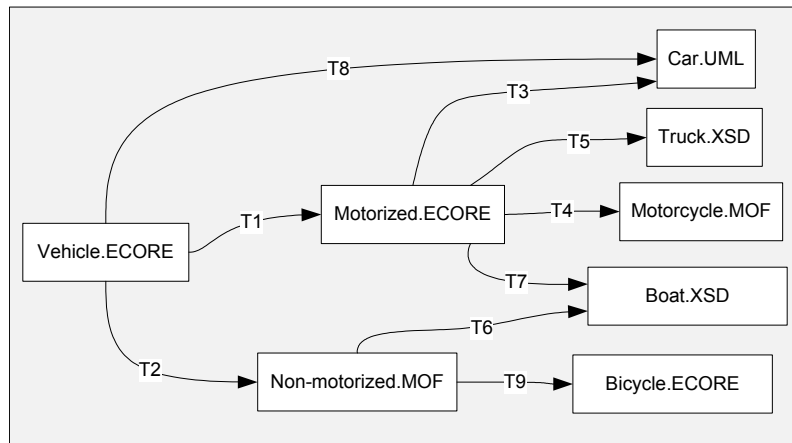 Car.UML
T8
T3
Truck.XSD
T5
Motorized.ECORE
T4
Motorcycle.MOF
T1
Vehicle.ECORE
T7
Boat.XSD
T6
T2
Non-motorized.MOF
T9
Bicycle.ECORE